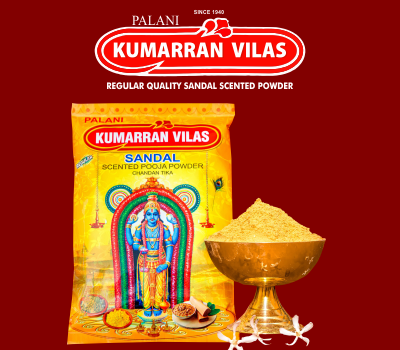 SINCE 1940
PALANI
KUMARRAN VILAS
REGULAR QUALITY SANDAL SCENTED POWDER
PALANI
KUMARRAN VILAS
SANDAL
SCENTED POOJA POWDER
CHANDAN TIKA